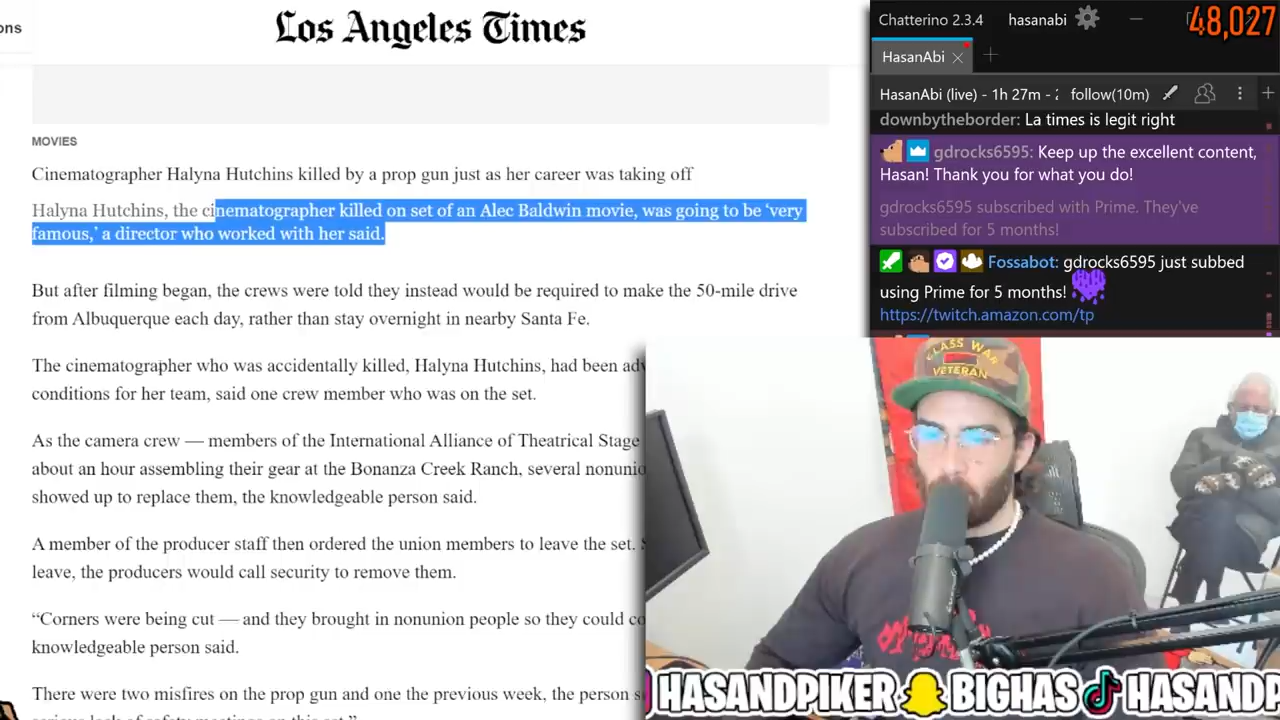 ons
Los Angeles Times
MOVIES
Cinematographer Halyna Hutchins killed by a prop gun just as her career was taking off
Halyna Hutchins, the cinematographer killed on set of an Alec Baldwin movie, was going to be ‘very
famous,’ a director who worked with her said.
But after filming began, the crews were told they instead would be required to make the 50-mile drive
from Albuquerque each day, rather than stay overnight in nearby Santa Fe.
The cinematographer who was accidentally killed, Halyna Hutchins, had been adv
conditions for her team, said one crew member who was on the set.
As the camera crew — members of the International Alliance of Theatrical Stage
about an hour assembling their gear at the Bonanza Creek Ranch, several nonunio
showed up to replace them, the knowledgeable person said.
A member of the producer staff then ordered the union members to leave the set.
leave, the producers would call security to remove them.
“Corners were being cut — and they brought in nonunion people so they could co
knowledgeable person said.
There were two misfires on the prop gun and one the previous week, the person s
serious lack of safety meetings on this set.”
Chatterino 2.3.4 hasanabi
48,027
HasanAbi
HasanAbi (live) - 1h 27m - follow(10m)
downbytheborder: La times is legit right
gdrocks6595: Keep up the excellent content,
Hasan! Thank you for what you do!
gdrocks6595 subscribed with Prime. They've
subscribed for 5 months!
Fossabot: gdrocks6595 just subbed
using Prime for 5 months!
https://twitch.amazon.com/tp
CLASS WAR
VETERAN
HASANDPIKER BIGHAS HASANDP